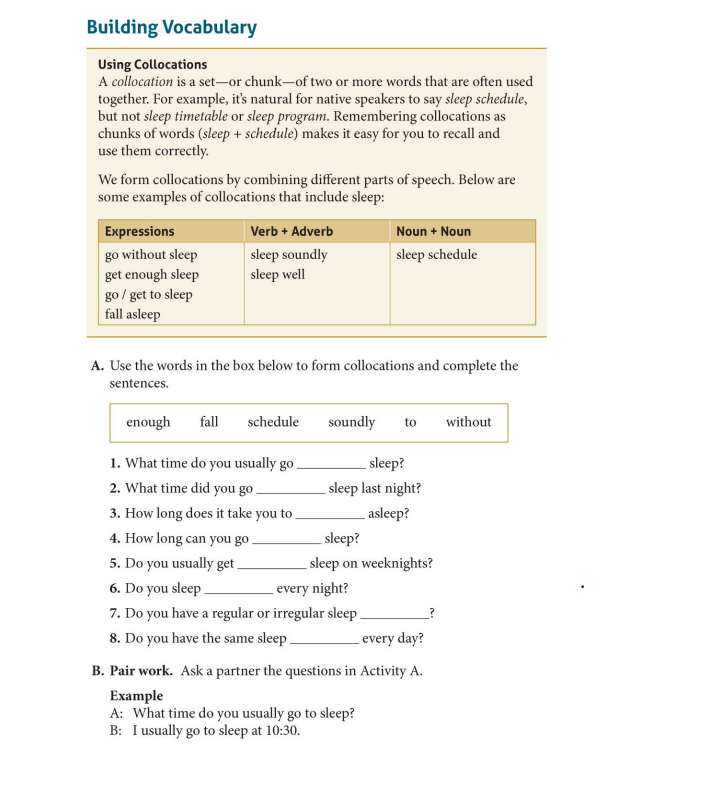 Building Vocabulary
Using Collocations
A collocation is a set—or chunk—of two or more words that are often used
together. For example, it's natural for native speakers to say sleep schedule,
but not sleep timetable or sleep program. Remembering collocations as
chunks of words (sleep + schedule) makes it easy for you to recall and
use them correctly.
We form collocations by combining different parts of speech. Below are
some examples of collocations that include sleep:
Expressions Verb + Adverb Noun + Noun
go without sleep sleep soundly sleep schedule
get enough sleep sleep well
go / get to sleep
fall asleep
A. Use the words in the box below to form collocations and complete the
sentences.
enough fall schedule soundly to without
1. What time do you usually go _________ sleep?
2. What time did you go _________ sleep last night?
3. How long does it take you to _________ asleep?
4. How long can you go _________ sleep?
5. Do you usually get _________ sleep on weeknights?
6. Do you sleep _________ every night?
7. Do you have a regular or irregular sleep _________?
8. Do you have the same sleep _________ every day?
B. Pair work. Ask a partner the questions in Activity A.
Example
A: What time do you usually go to sleep?
B: I usually go to sleep at 10:30.